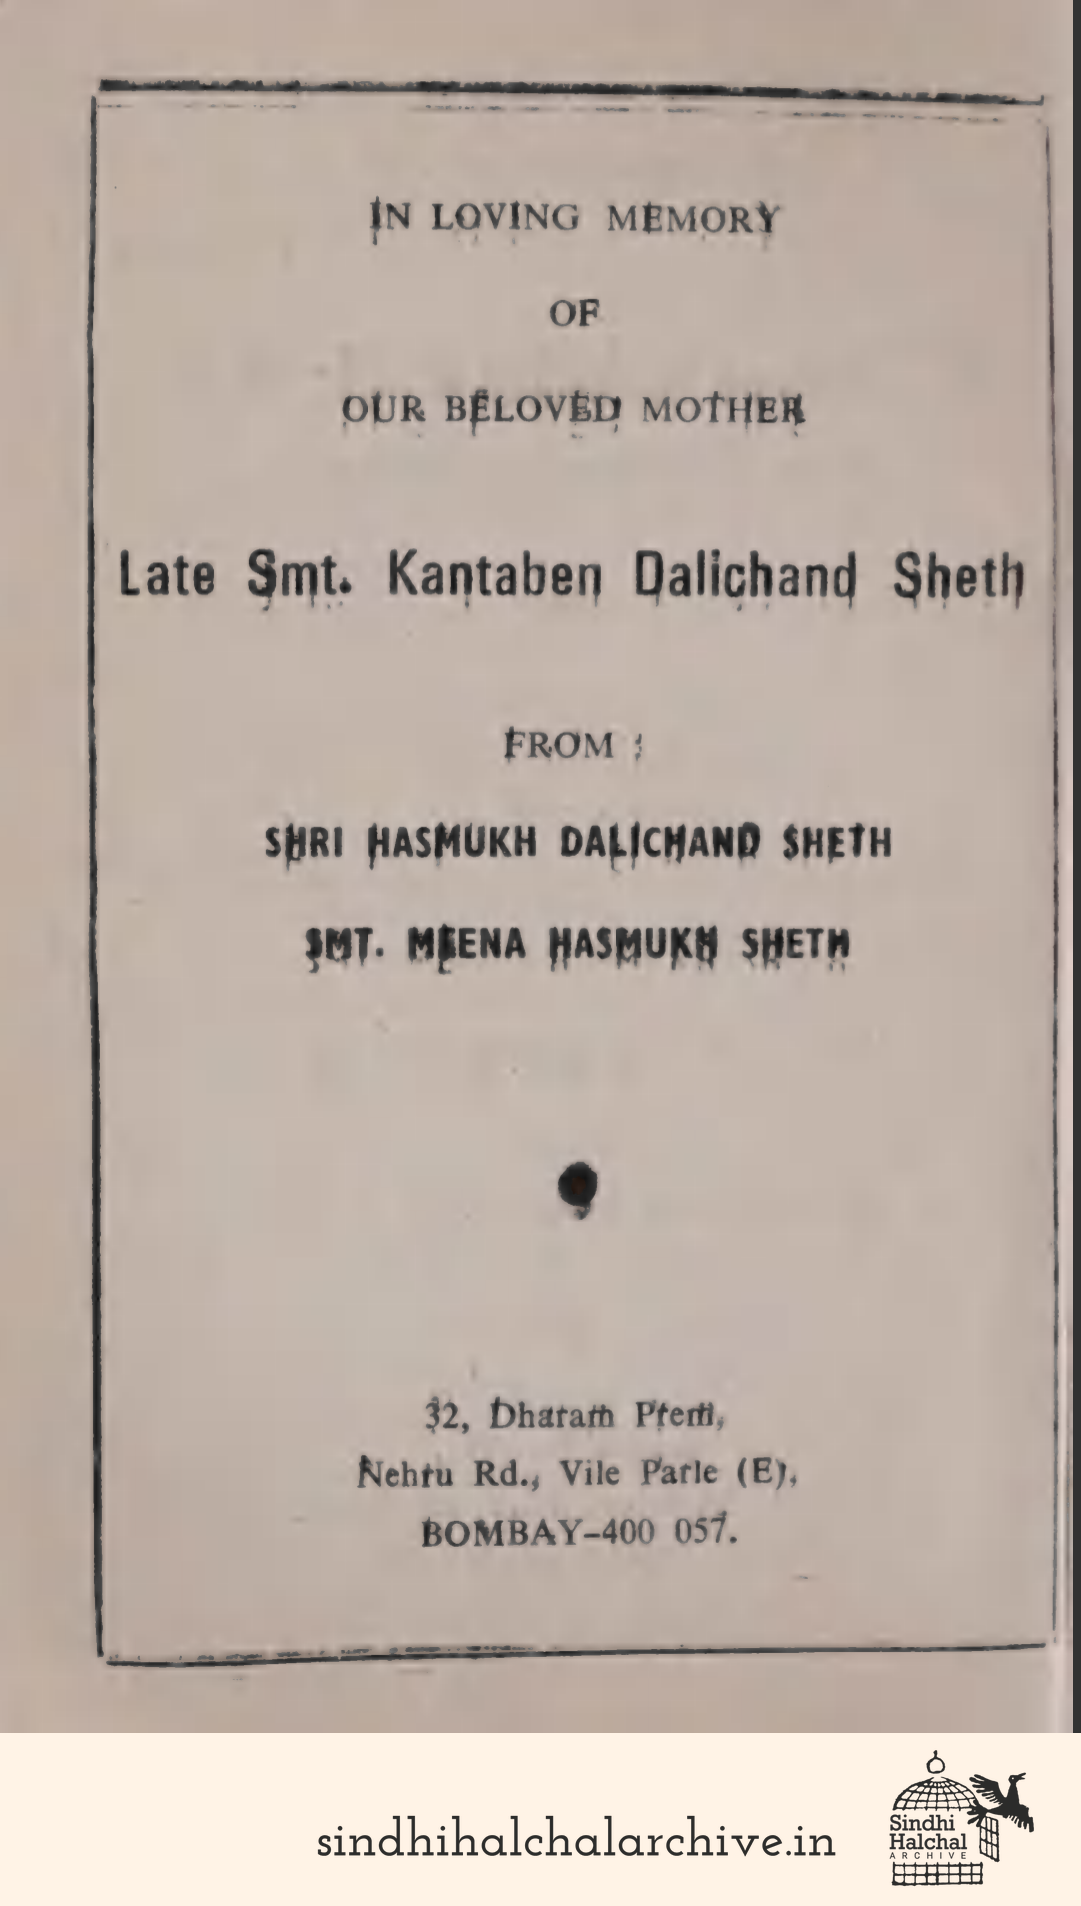 IN LOVING MEMORY
OF
OUR BELOVED MOTHER
Late Smt. Kantaben Dalichand Sheth
FROM :
SHRI HASMUKH DALICHAND SHETH
SMT. MEENA HASMUKH SHETH
32, Dharam Prem,
Nehru Rd., Vile Parle (E),
BOMBAY–400 057.
sindhihalchalarchive.in
Sindhi
Halchal
ARCHIVE